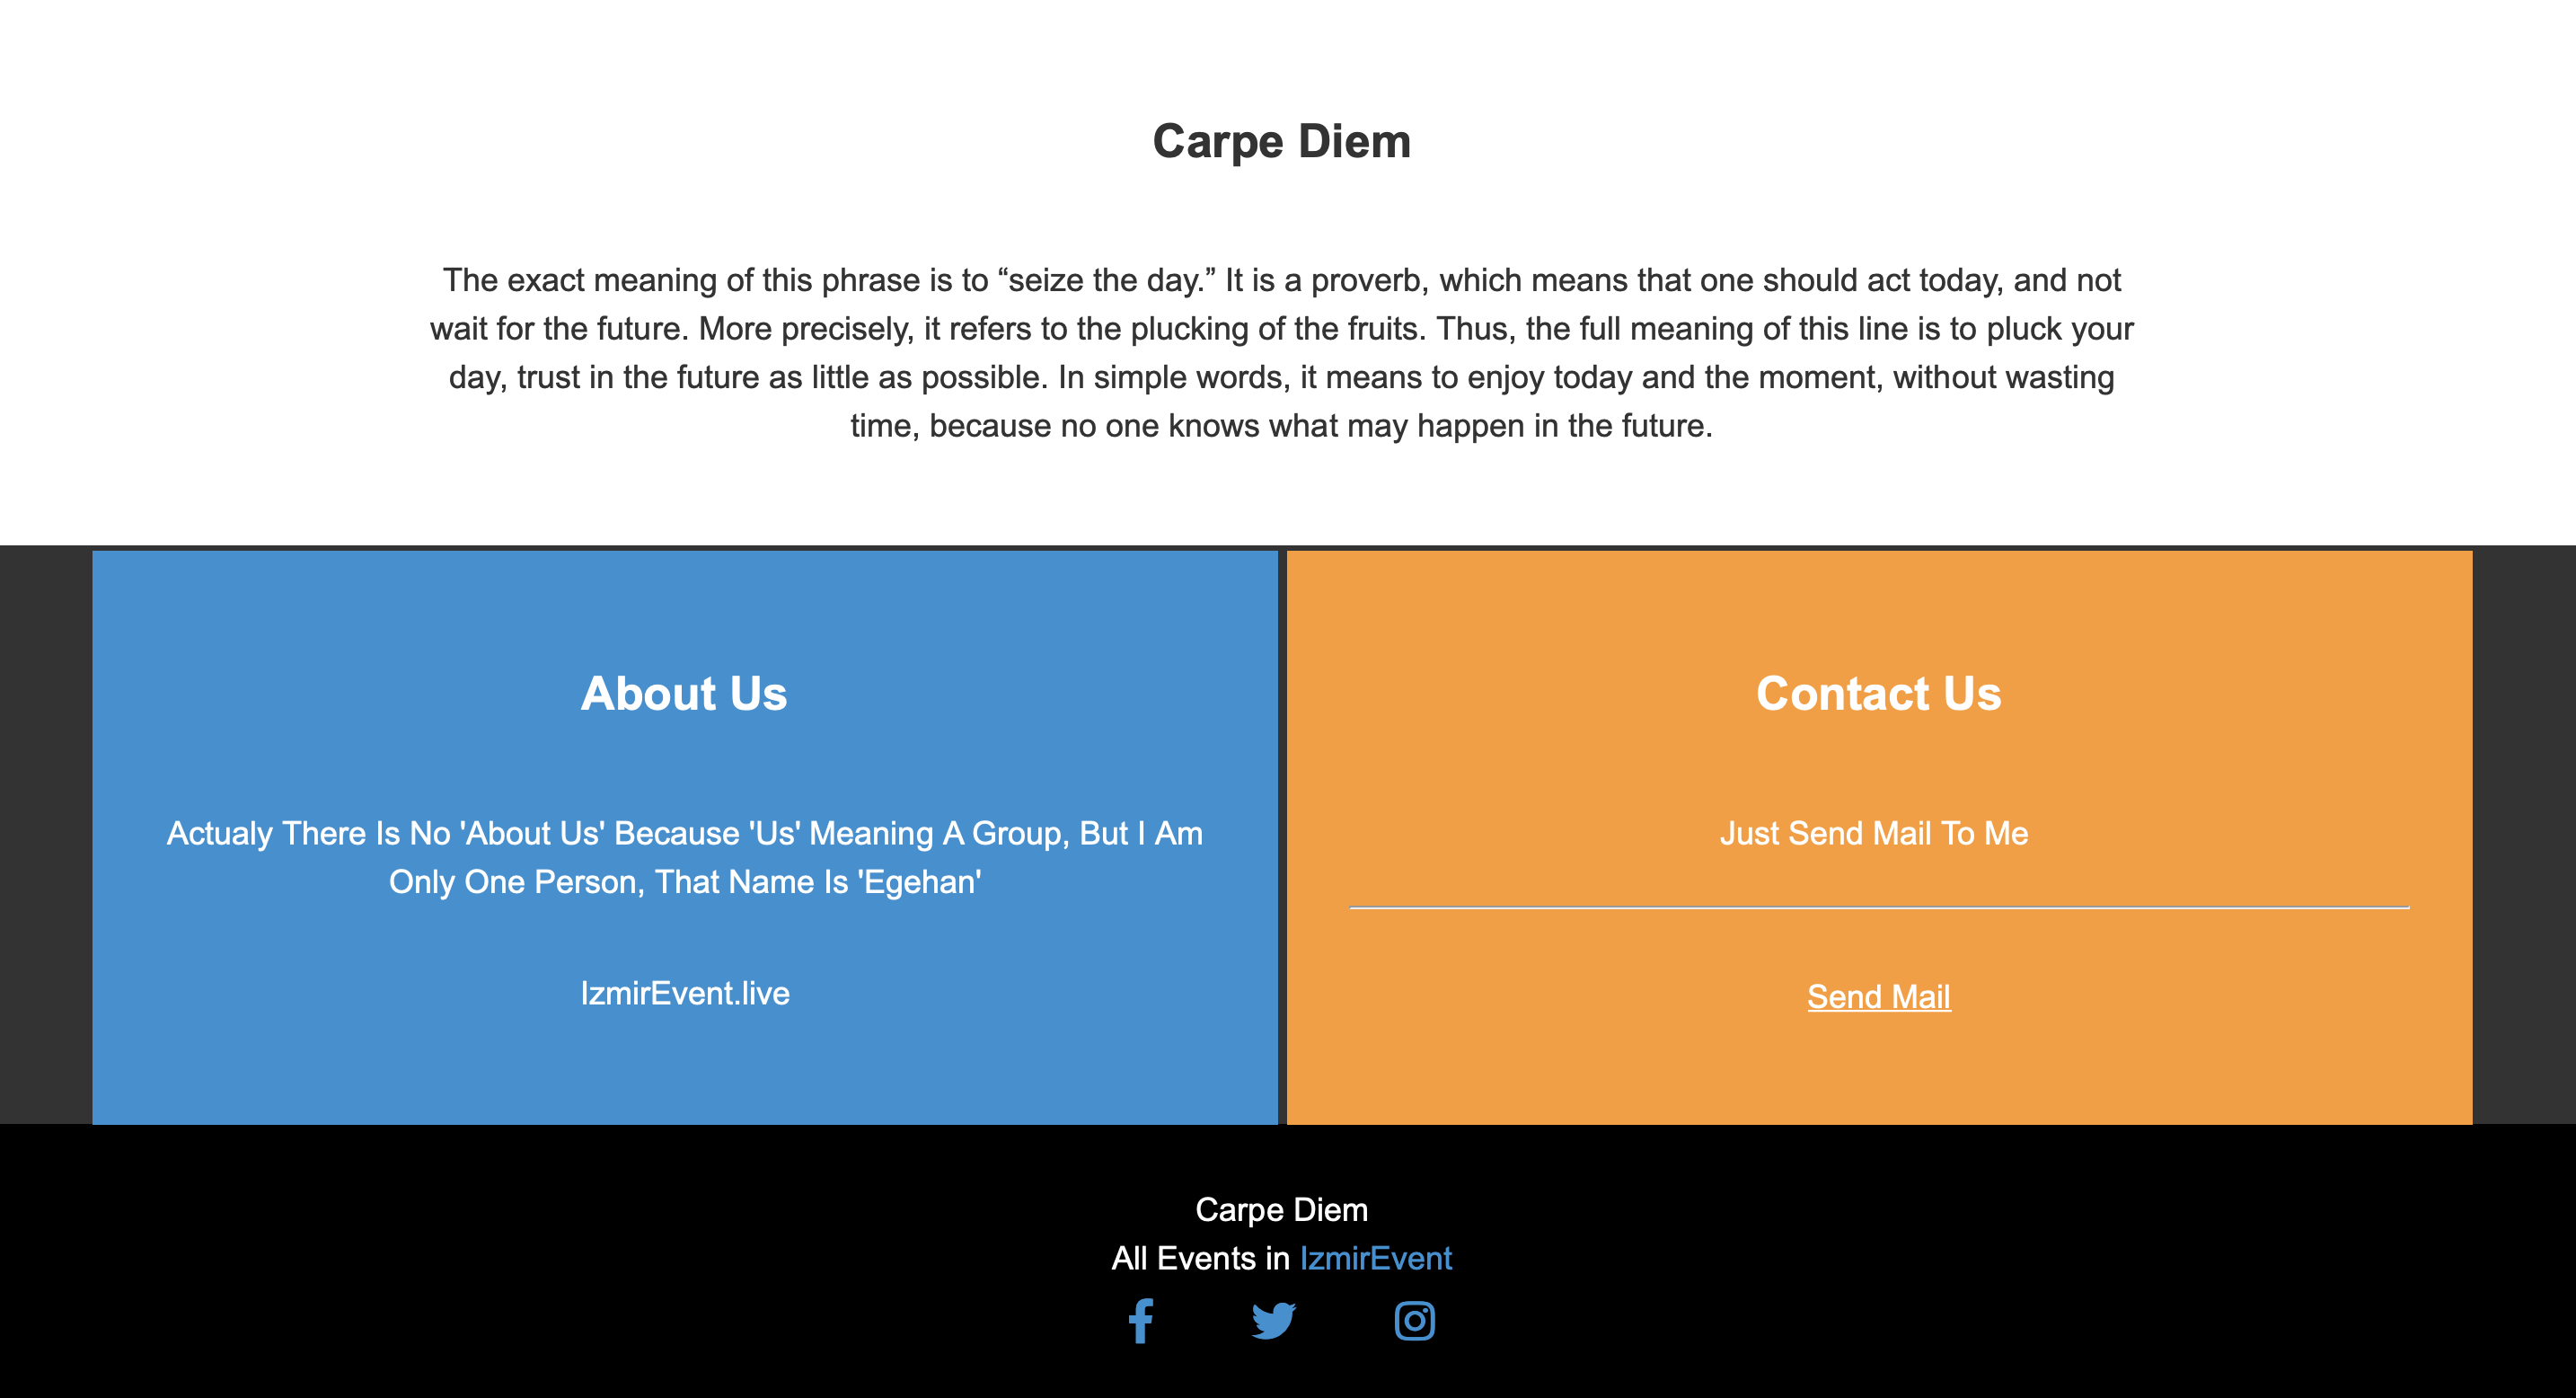 Carpe Diem
The exact meaning of this phrase is to “seize the day.” It is a proverb, which means that one should act today, and not
wait for the future. More precisely, it refers to the plucking of the fruits. Thus, the full meaning of this line is to pluck your
day, trust in the future as little as possible. In simple words, it means to enjoy today and the moment, without wasting
time, because no one knows what may happen in the future.
About Us
Actualy There Is No 'About Us' Because 'Us' Meaning A Group, But I Am
Only One Person, That Name Is 'Egehan'
IzmirEvent.live
Contact Us
Just Send Mail To Me
Send Mail
Carpe Diem
All Events in IzmirEvent